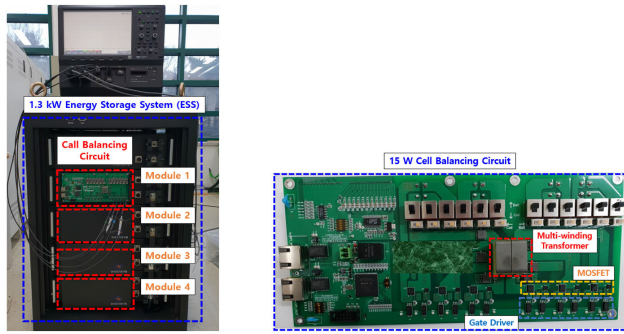 1.3 kW Energy Storage System (ESS)
Call Balancing
Circuit
Module 1
Module 2
Module 3
Module 4
15 W Cell Balancing Circuit
Multi-winding
Transformer
MOSFET
Gate Driver